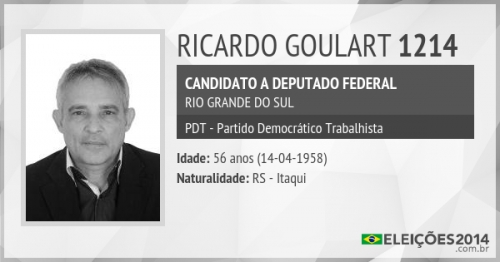 RICARDO GOULART 1214
CANDIDATO A DEPUTADO FEDERAL
RIO GRANDE DO SUL
PDT - Partido Democrático Trabalhista
Idade: 56 anos (14-04-1958)
Naturalidade: RS - Itaqui
ELEIÇÕES2014
.com.br